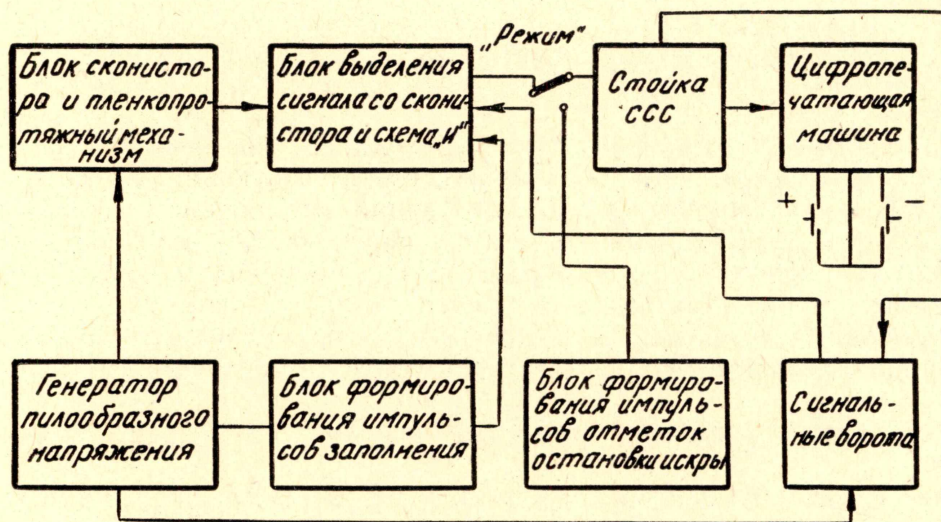 „Режим"
Блок сконисто-
ра и пленкопро-
тяжный меха-
низм
Блок выделения
сигнала со скони-
стора и схема„И"
Стойка
ССС
Цифропе-
чатающая
машина
+
–
Генератор
пилообразного
напряжения
Блок формиро-
вания импуль-
сов заполнения
Блок формиро-
вания импуль-
сов отметок
остановки искры
Сигналь-
ные ворота